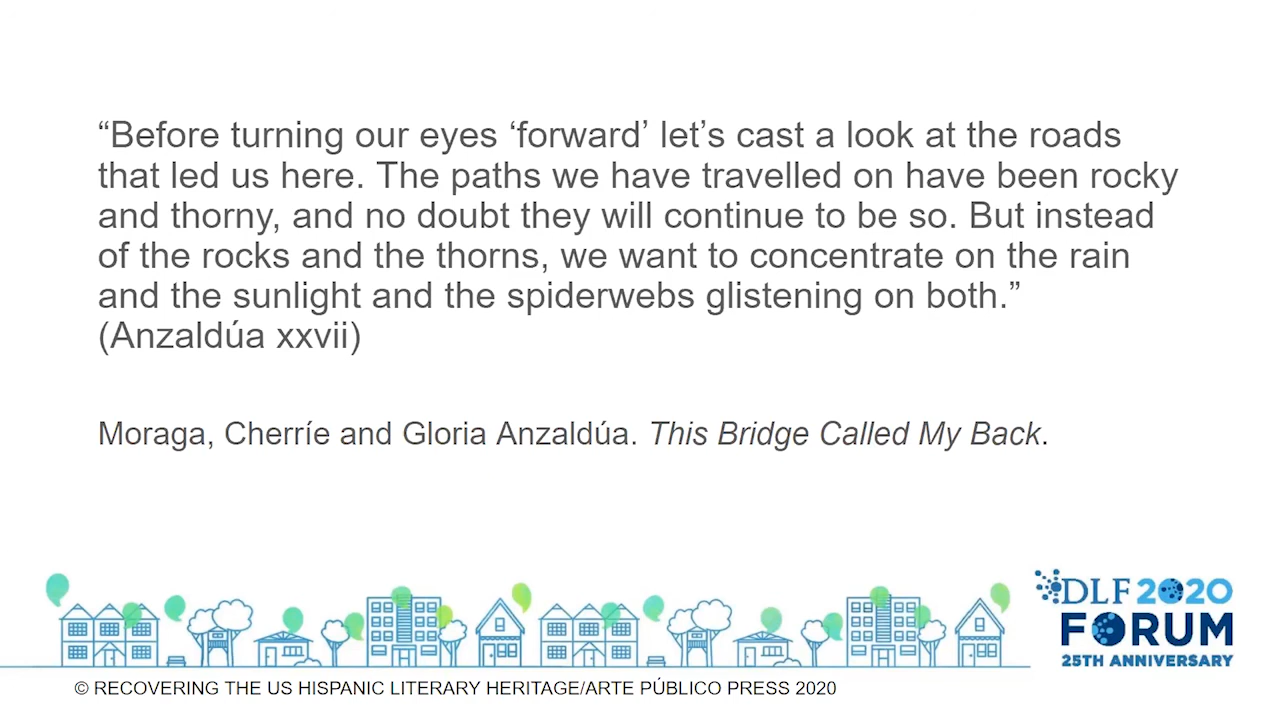 “Before turning our eyes ‘forward’ let’s cast a look at the roads
that led us here. The paths we have travelled on have been rocky
and thorny, and no doubt they will continue to be so. But instead
of the rocks and the thorns, we want to concentrate on the rain
and the sunlight and the spiderwebs glistening on both.”
(Anzaldúa xxvii)
Moraga, Cherríe and Gloria Anzaldúa. This Bridge Called My Back.
DLF 2020
FORUM
25TH ANNIVERSARY
© RECOVERING THE US HISPANIC LITERARY HERITAGE/ARTE PÚBLICO PRESS 2020